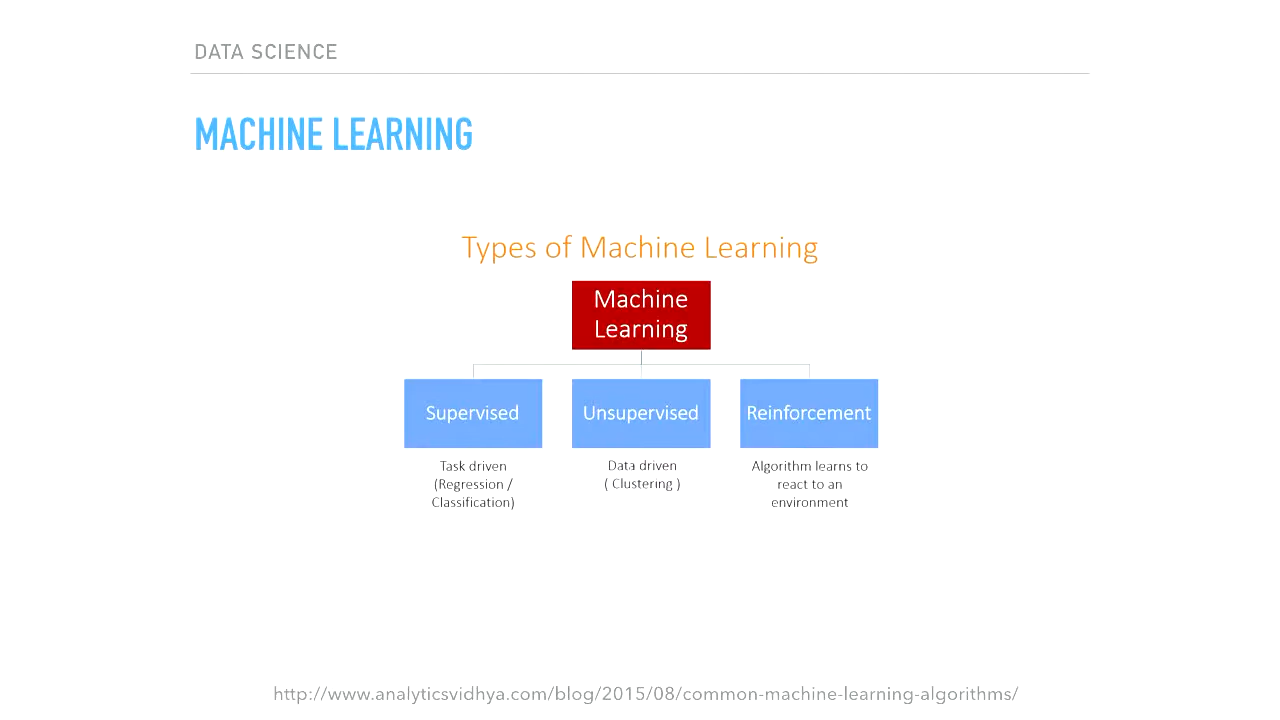 DATA SCIENCE
MACHINE LEARNING
Types of Machine Learning
Machine
Learning
Supervised
Unsupervised
Reinforcement
Task driven
(Regression /
Classification)
Data driven
( Clustering )
Algorithm learns to
react to an
environment
http://www.analyticsvidhya.com/blog/2015/08/common-machine-learning-algorithms/